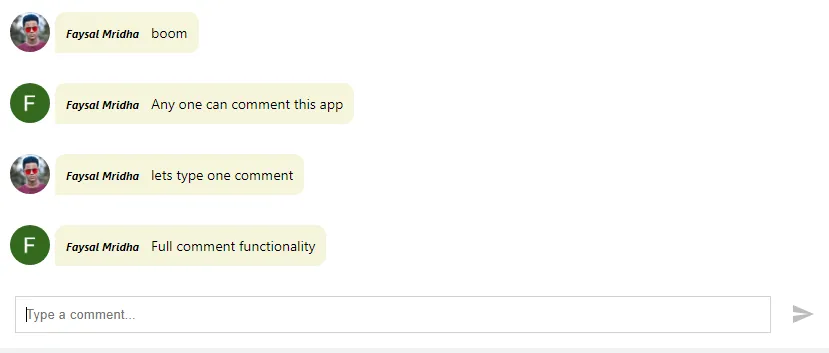 Faysal Mridha boom
F Faysal Mridha Any one can comment this app
Faysal Mridha lets type one comment
F Faysal Mridha Full comment functionality
Type a comment...